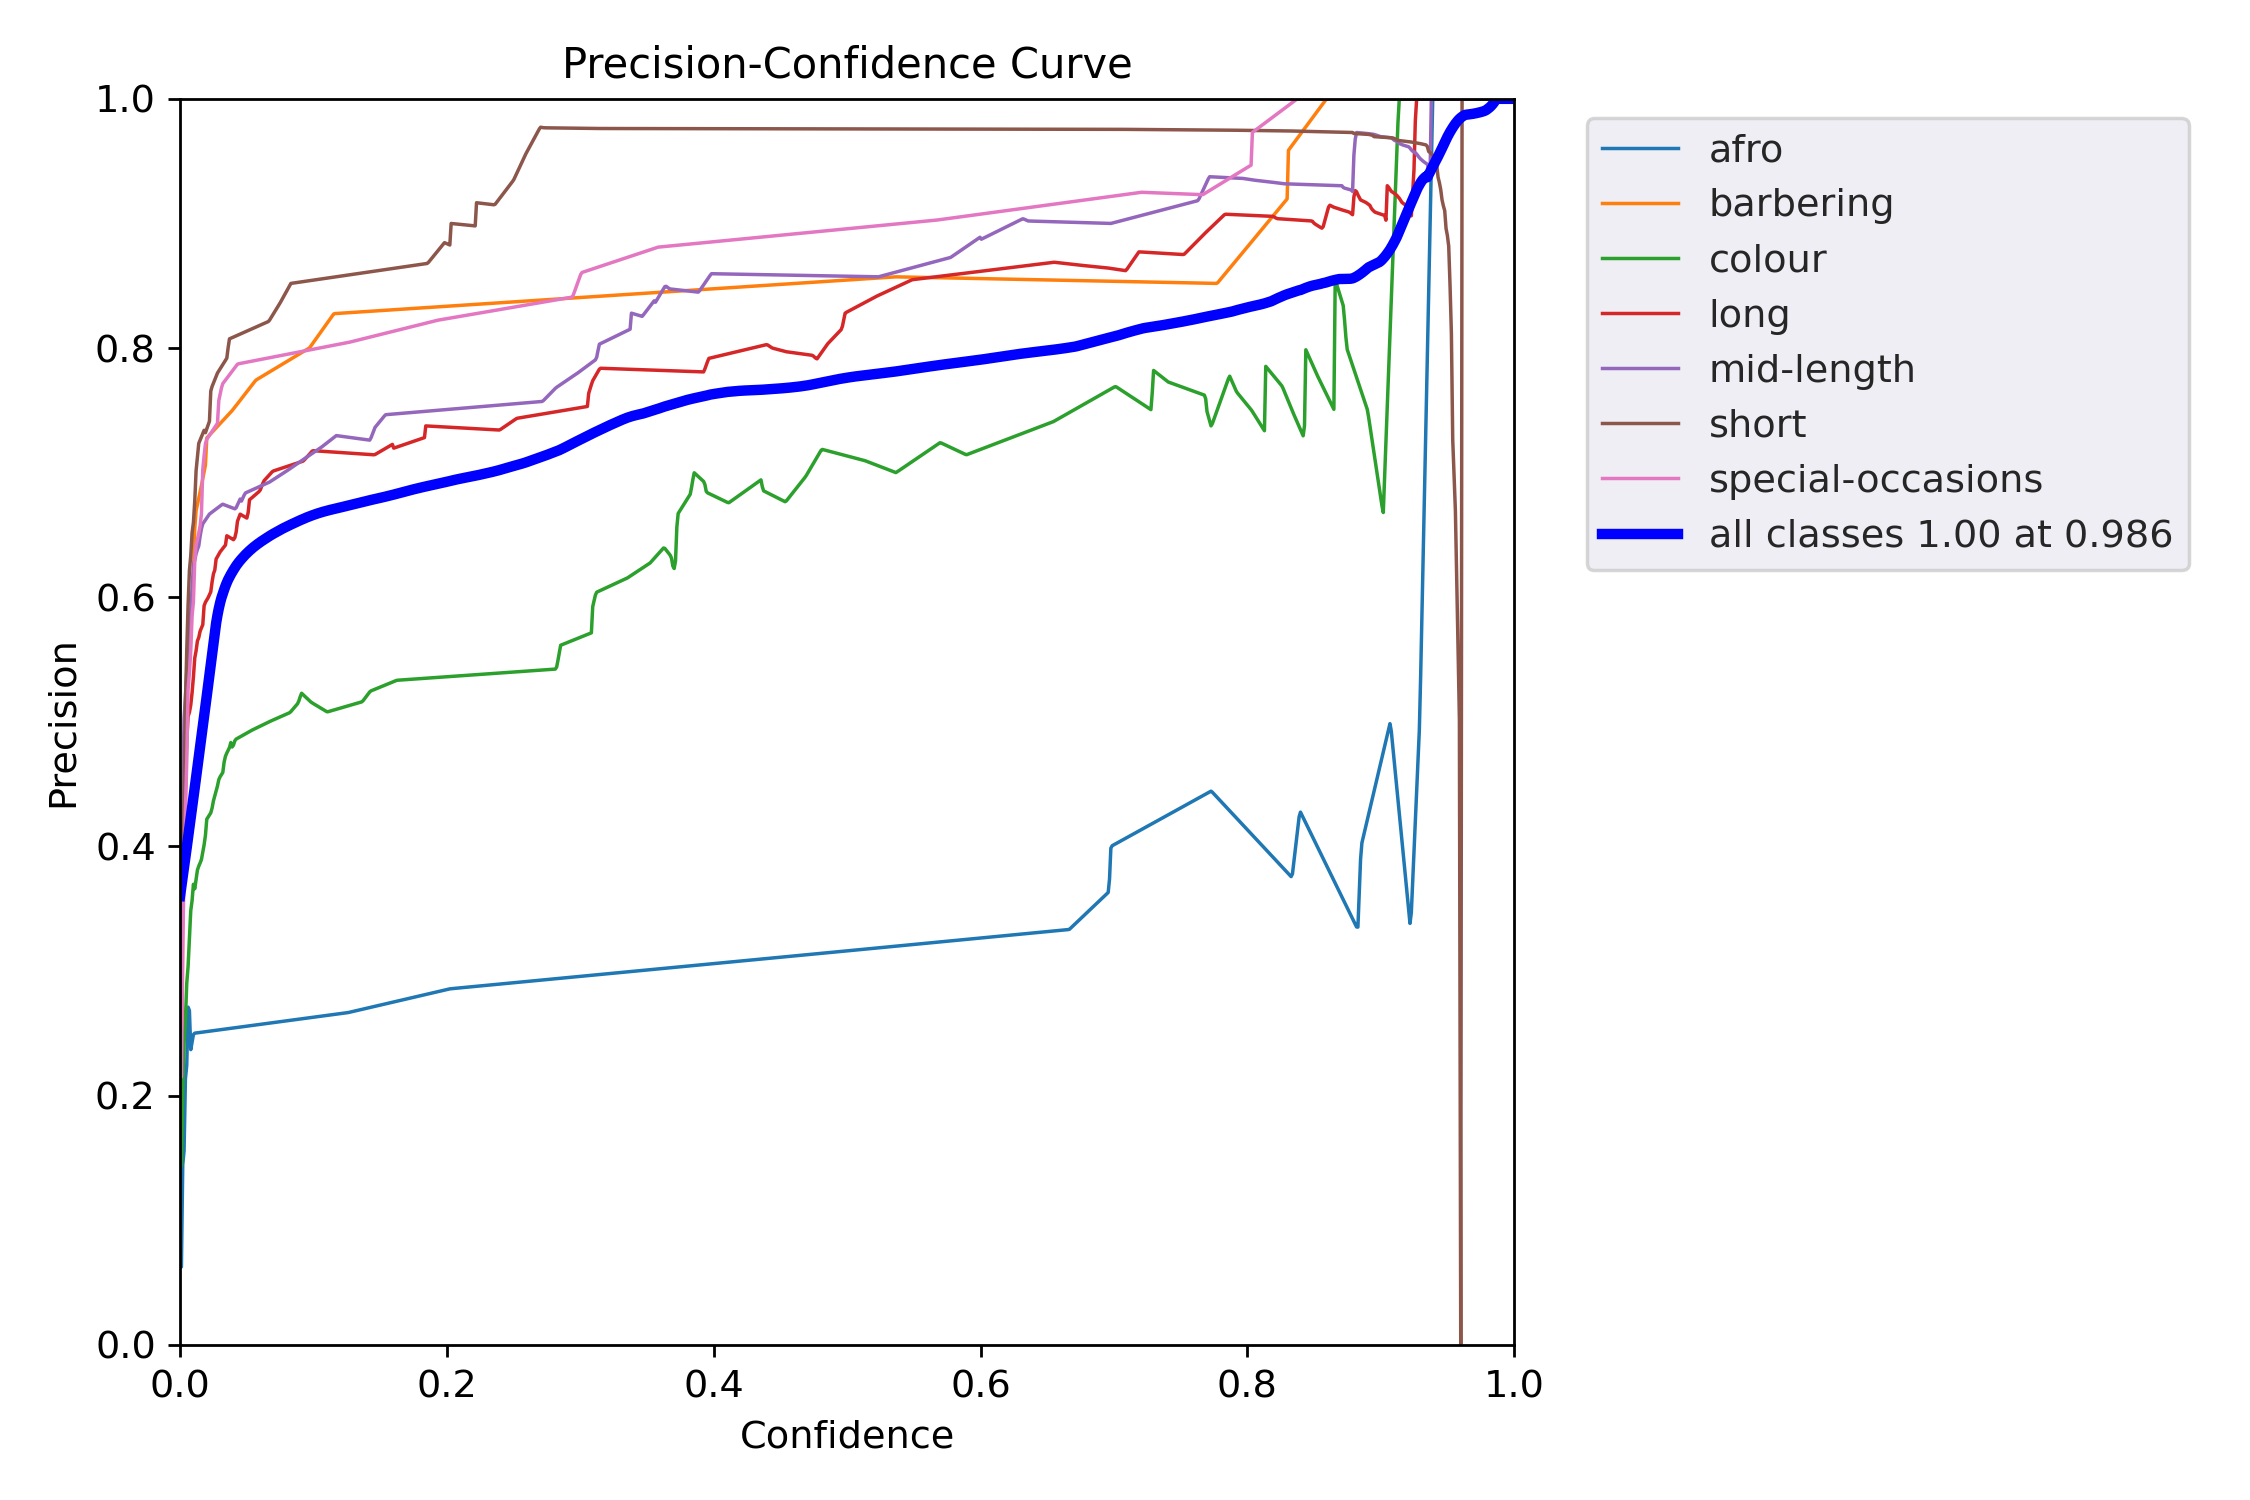 Precision-Confidence Curve
1.0
0.8
0.6
0.4
0.2
0.0
Precision
0.0 0.2 0.4 0.6 0.8 1.0
Confidence
afro
barbering
colour
long
mid-length
short
special-occasions
all classes 1.00 at 0.986